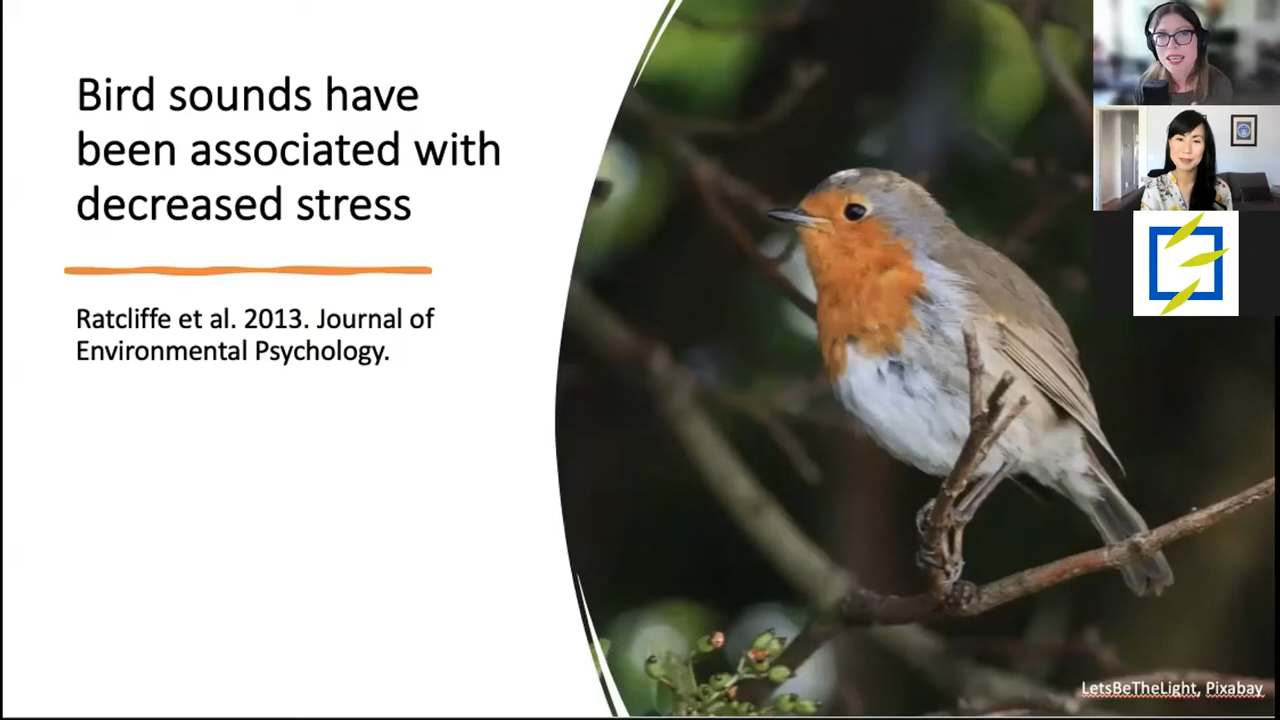 Bird sounds have
been associated with
decreased stress
Ratcliffe et al. 2013. Journal of
Environmental Psychology.
LetsBeTheLight, Pixabay